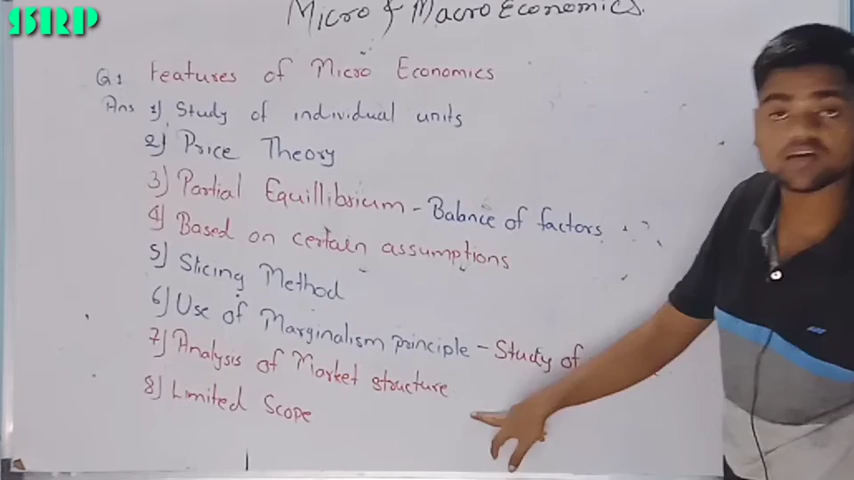 SRP
Micro & Macro Economics.
Q1 Features of Micro Economics
Ans 1) Study of individual units
2) Price Theory
3) Partial Equillibrium - Balance of factors
4) Based on certain assumptions
5) Slicing Method
6) Use of Marginalism principle - Study of
7) Analysis of Market structure
8) Limited Scope